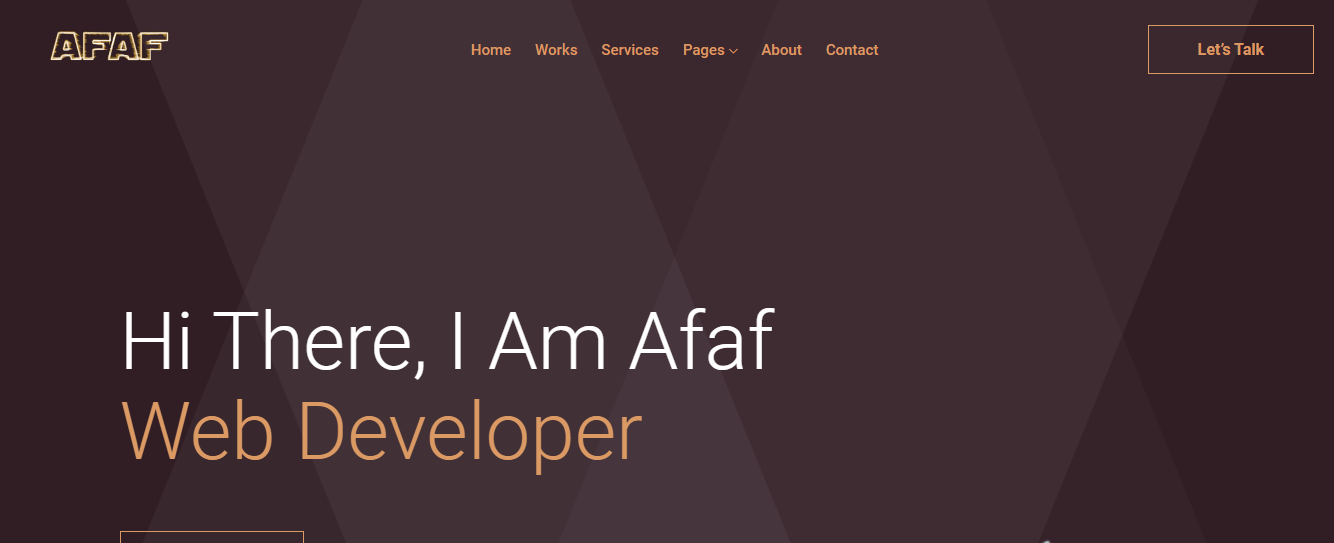 AFAF
Home Works Services Pages About Contact
Let's Talk
Hi There, I Am Afaf
Web Developer